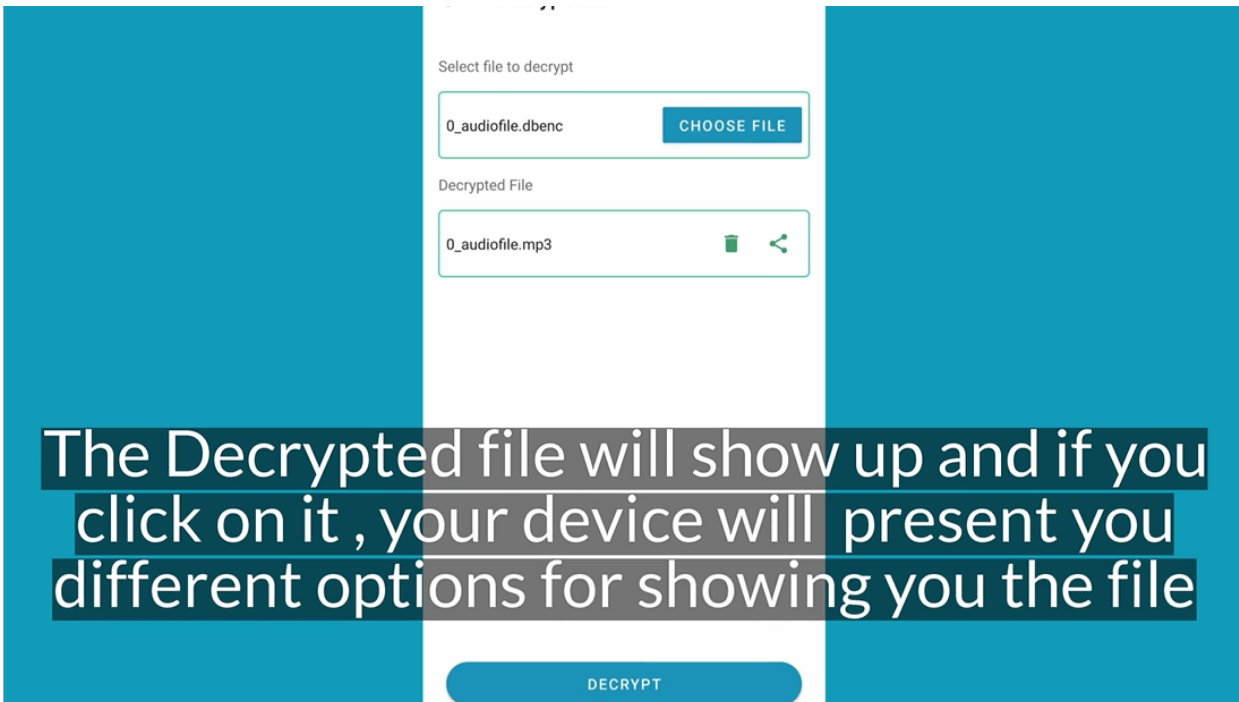 Select file to decrypt
0_audiofile.dbenc
CHOOSE FILE
Decrypted File
0_audiofile.mp3
The Decrypted file will show up and if you
click on it , your device will  present you
different options for showing you the file
DECRYPT